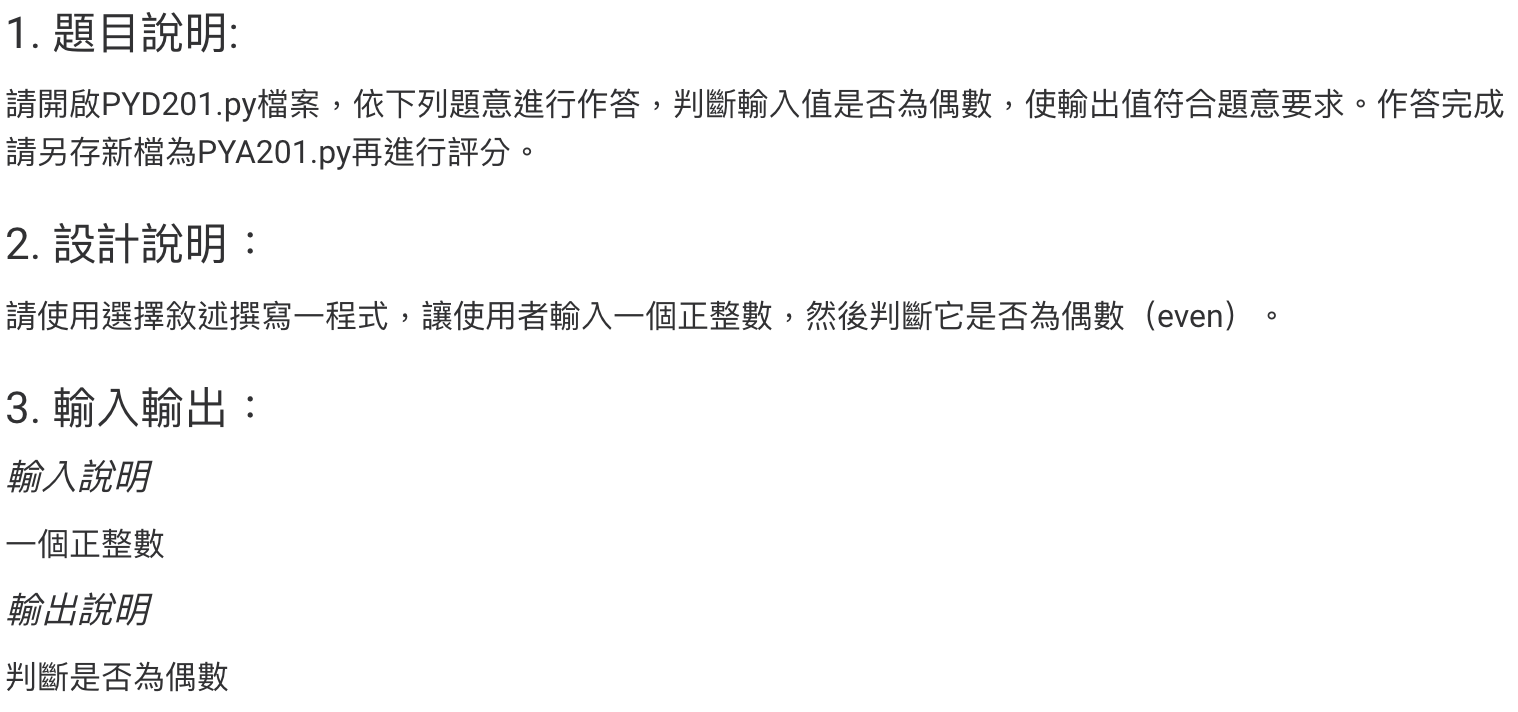 1. 題目說明:
請開啟PYD201.py檔案，依下列題意進行作答，判斷輸入值是否為偶數，使輸出值符合題意要求。作答完成
請另存新檔為PYA201.py再進行評分。
2. 設計說明：
請使用選擇敘述撰寫一程式，讓使用者輸入一個正整數，然後判斷它是否為偶數（even）。
3. 輸入輸出：
輸入說明
一個正整數
輸出說明
判斷是否為偶數